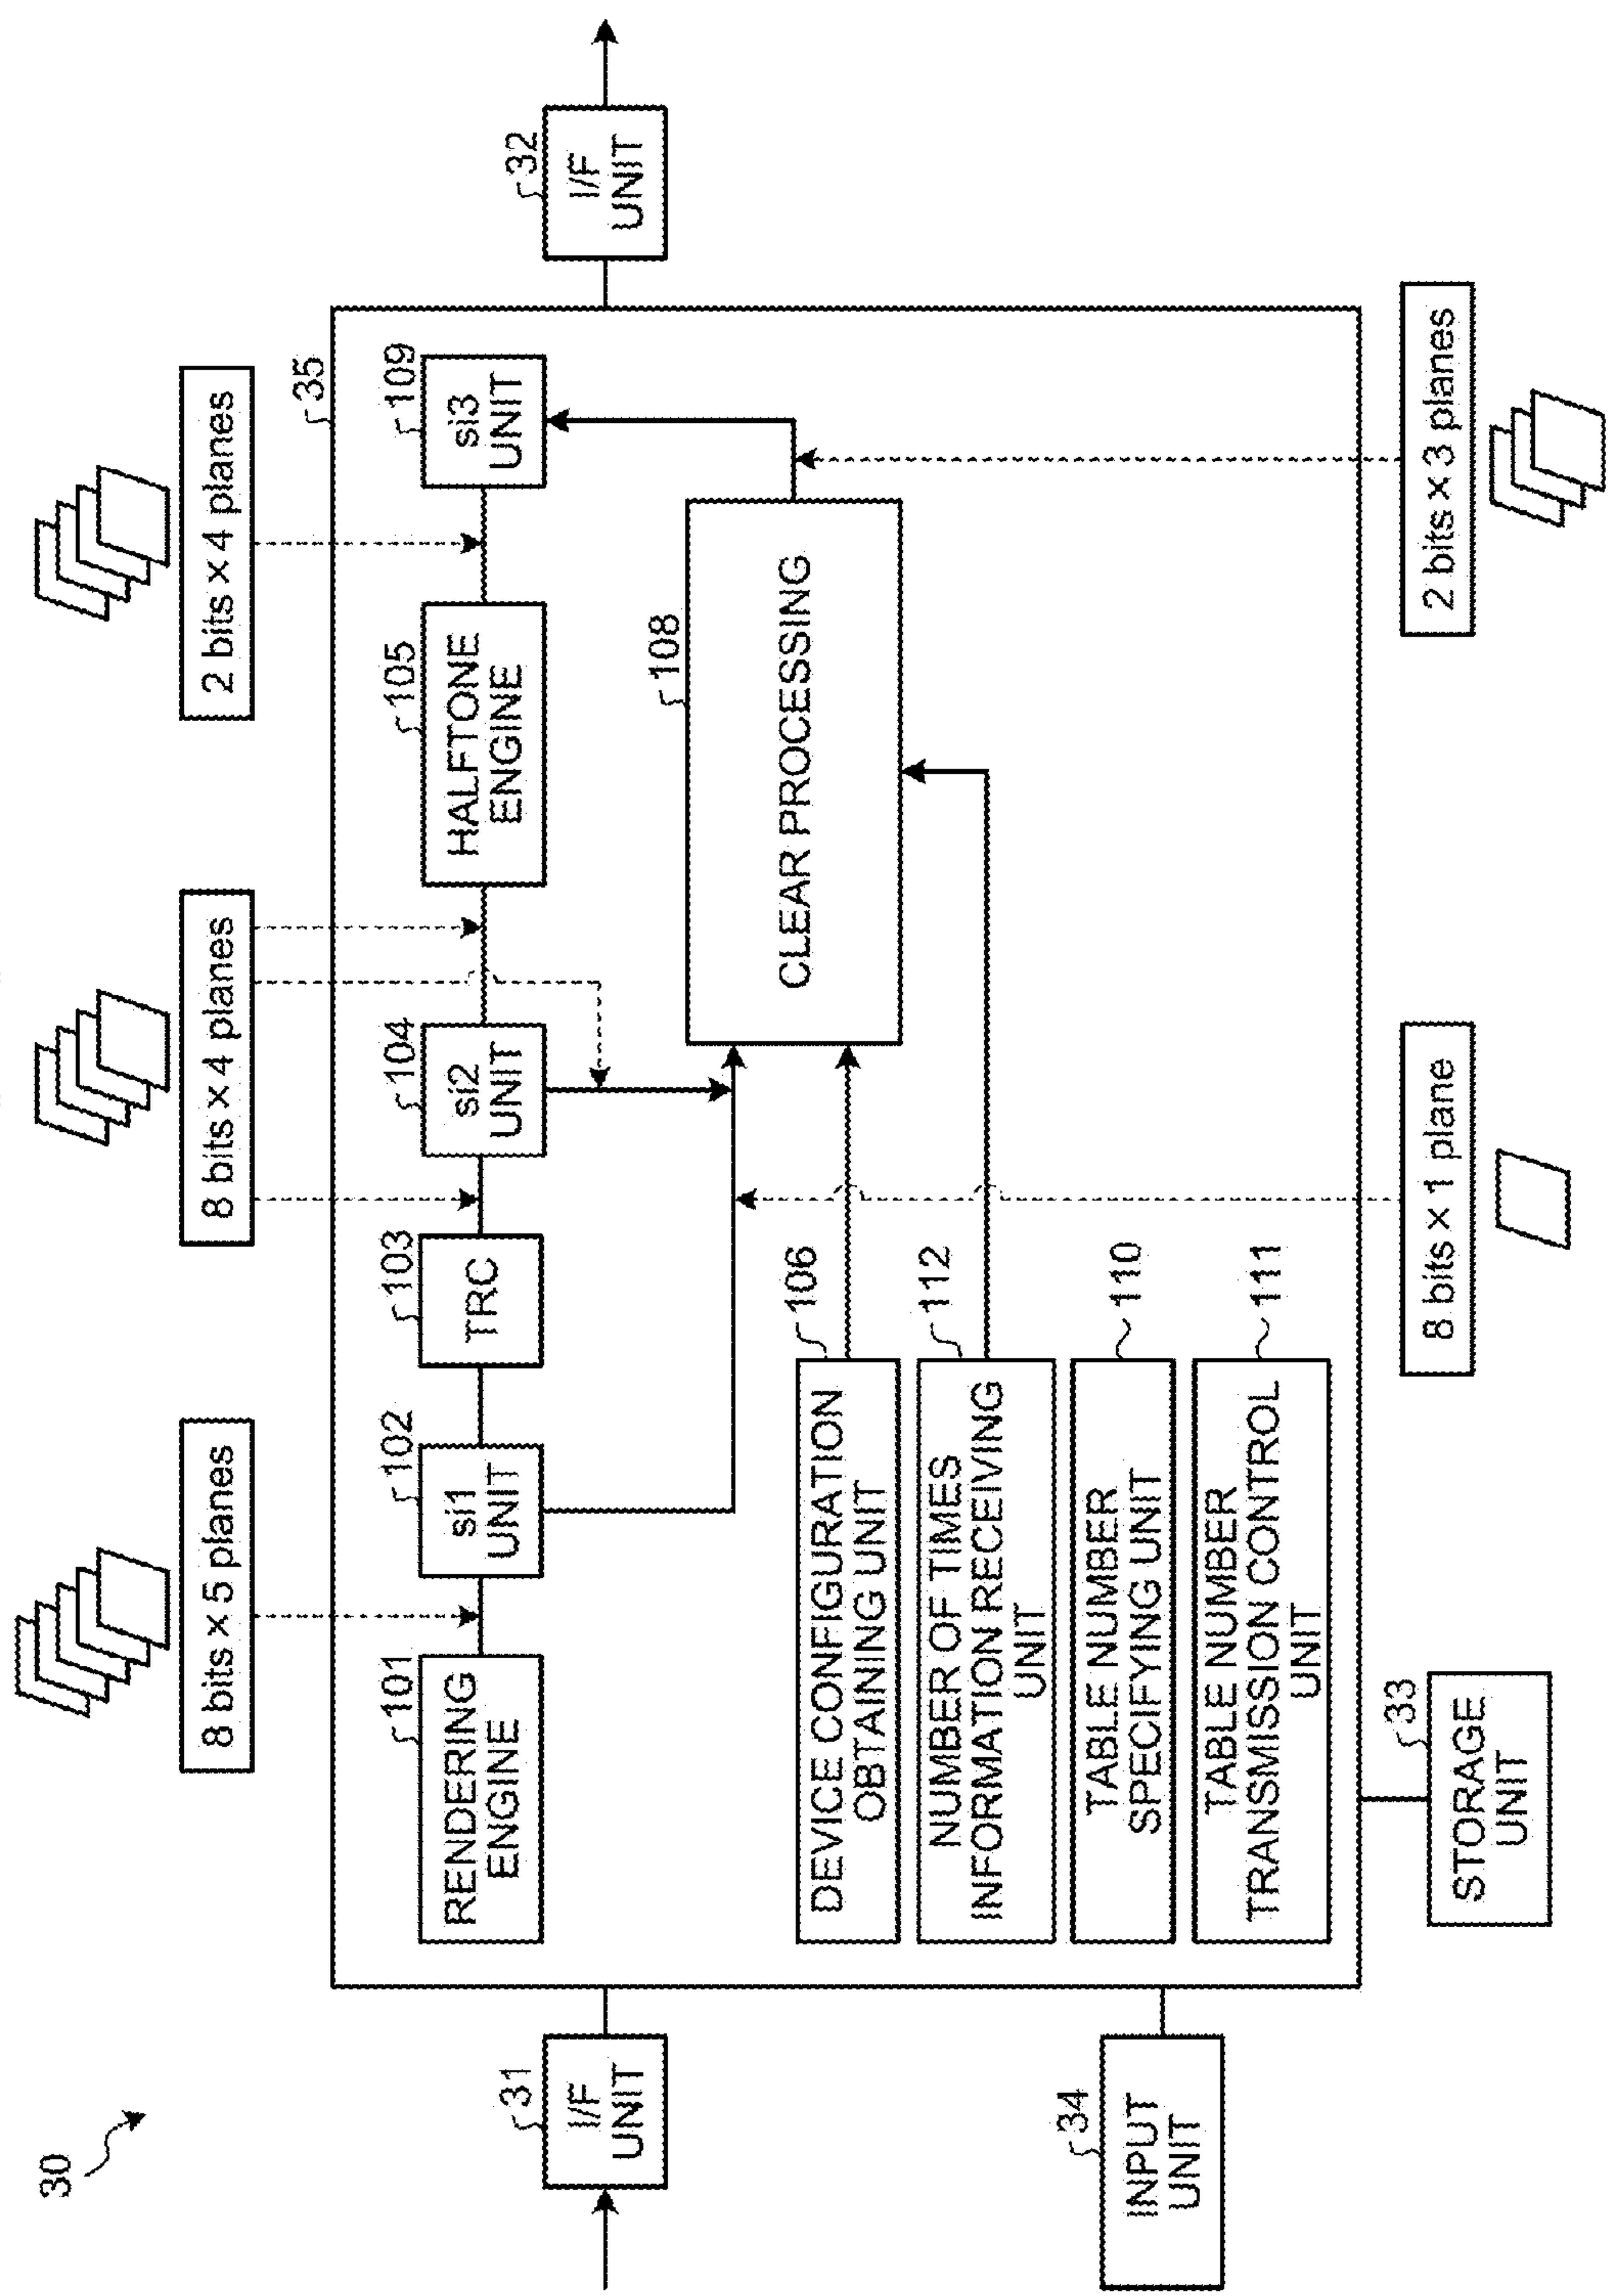 30
8 bits × 5 planes
8 bits × 4 planes
2 bits × 4 planes
35
31
I/F
UNIT
32
I/F
UNIT
101
RENDERING
ENGINE
102
si1
UNIT
103
TRC
104
si2
UNIT
105
HALFTONE
ENGINE
109
si3
UNIT
108
CLEAR PROCESSING
106
DEVICE CONFIGURATION
OBTAINING UNIT
112
NUMBER OF TIMES
INFORMATION RECEIVING
UNIT
110
TABLE NUMBER
SPECIFYING UNIT
111
TABLE NUMBER
TRANSMISSION CONTROL
UNIT
34
INPUT
UNIT
33
STORAGE
UNIT
8 bits × 1 plane
2 bits × 3 planes